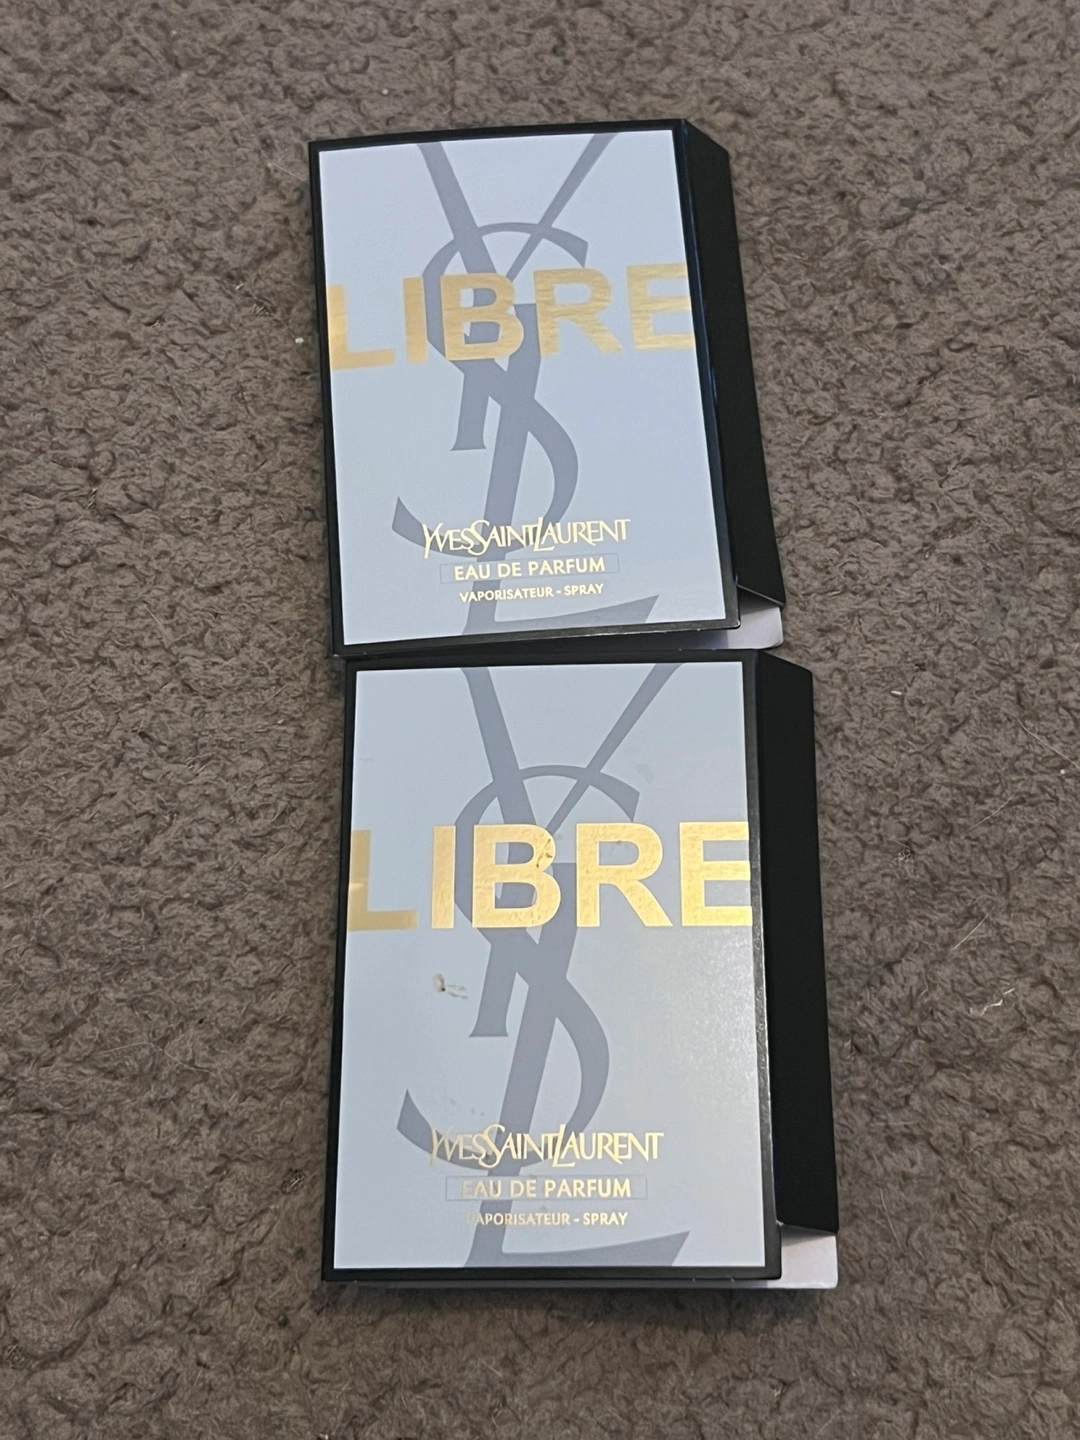 LIBRE
YVESSAINTLAURENT
EAU DE PARFUM
VAPORISATEUR - SPRAY
LIBRE
YVESSAINTLAURENT
EAU DE PARFUM
VAPORISATEUR - SPRAY